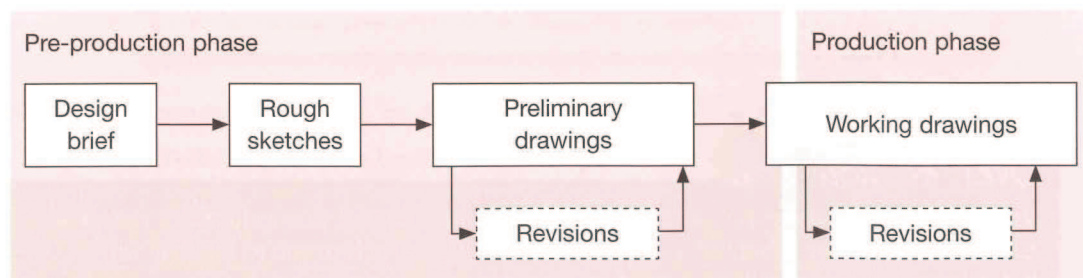 Pre-production phase
Production phase
Design
brief
Rough
sketches
Preliminary
drawings
Working drawings
Revisions
Revisions